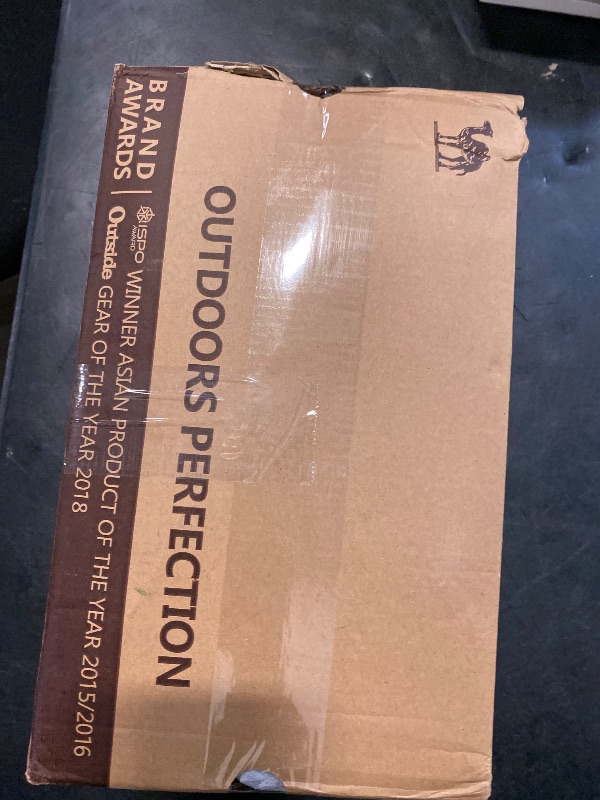 OUTDOORS PERFECTION
BRAND
AWARDS
ISPO
AWARD
WINNER ASIAN PRODUCT OF THE YEAR 2015/2016
Outside GEAR OF THE YEAR 2018